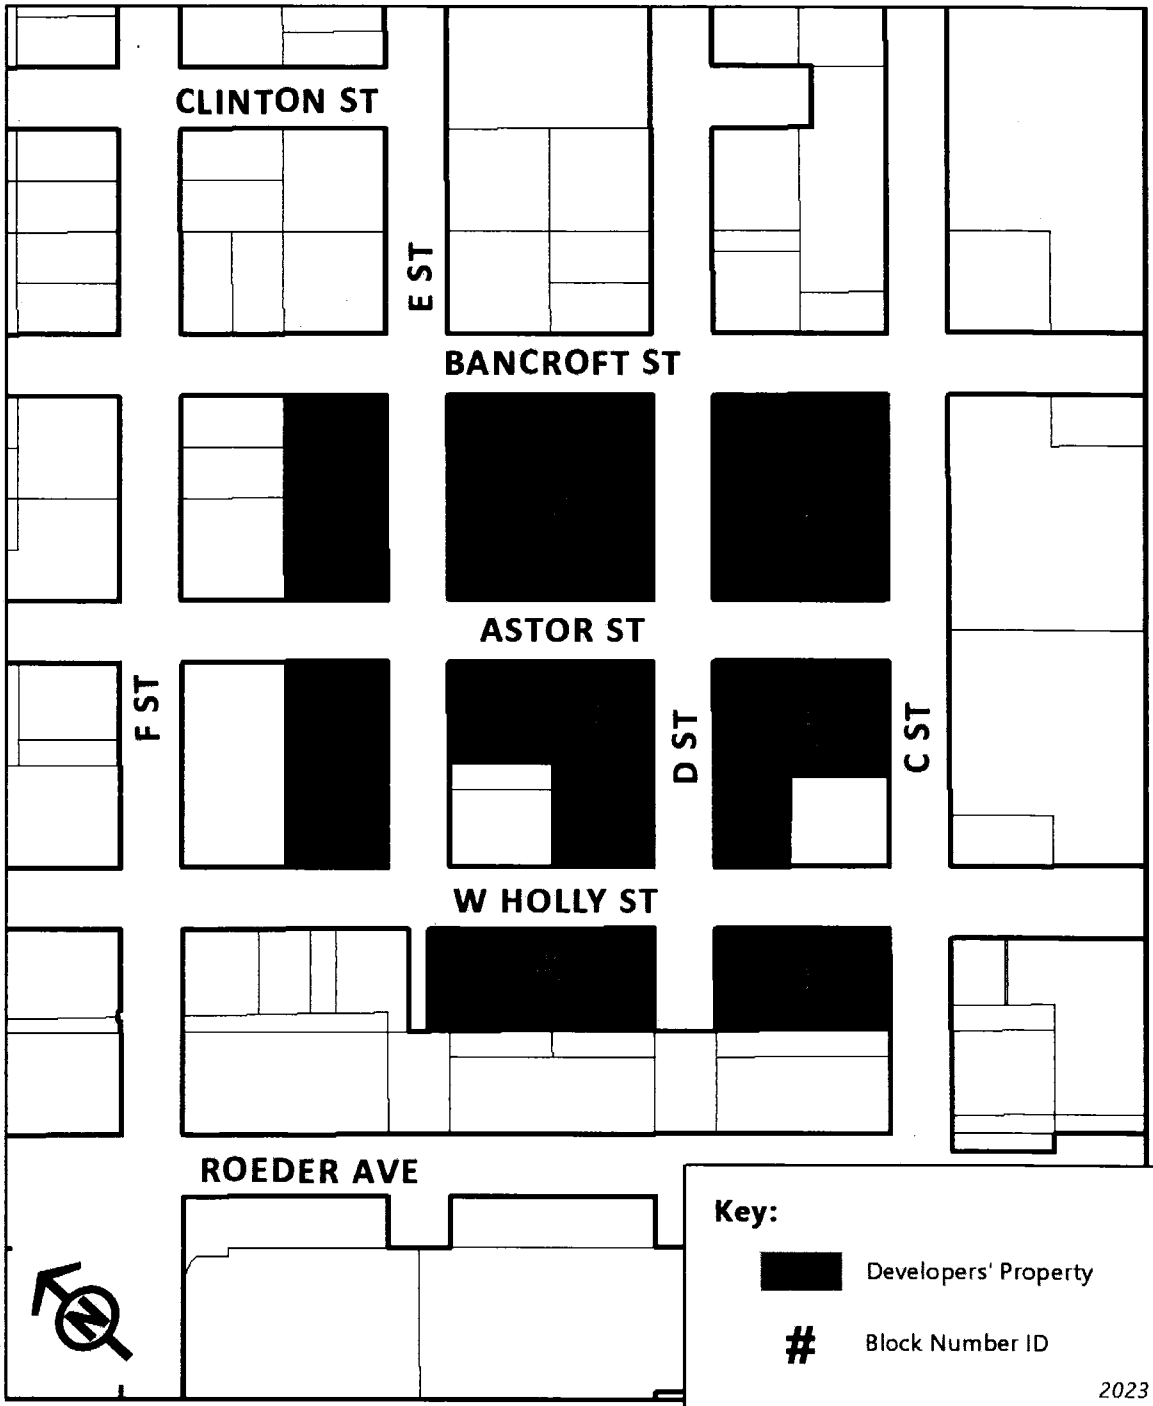 CLINTON ST
E ST
BANCROFT ST
ASTOR ST
F ST
D ST
C ST
W HOLLY ST
ROEDER AVE
N
Key:
Developers' Property
# Block Number ID
2023